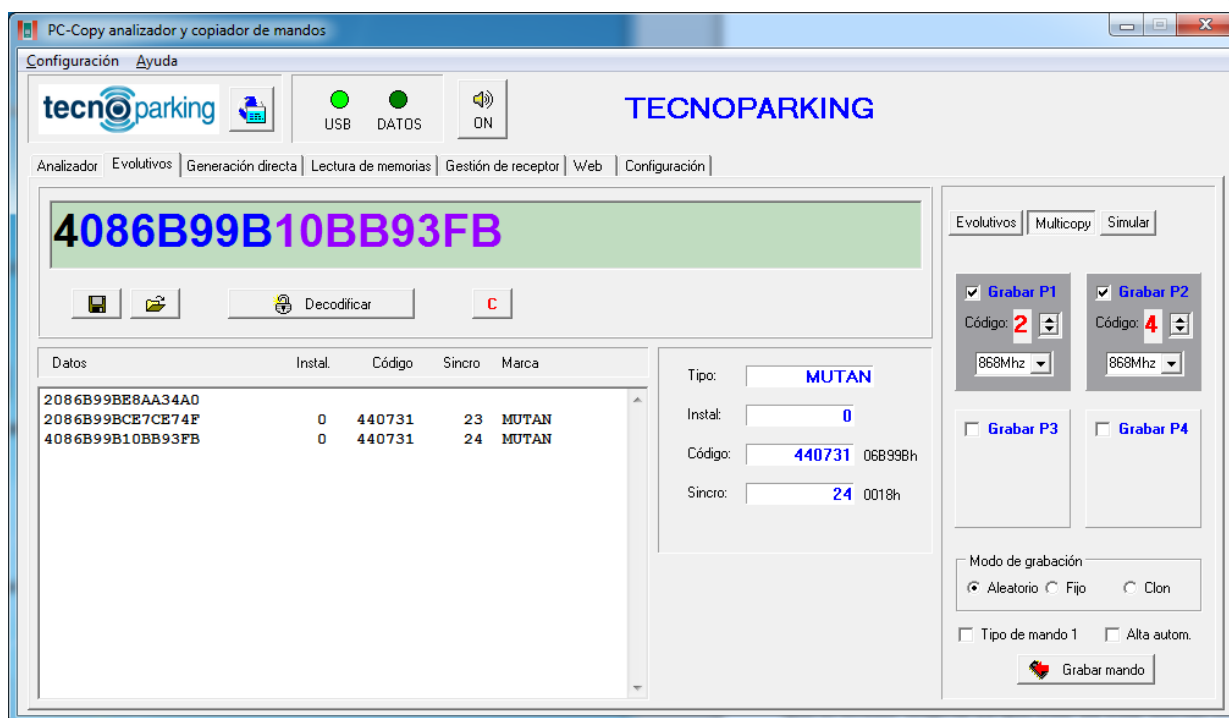 PC-Copy analizador y copiador de mandos
Configuración Ayuda
tecnoparking
USB
DATOS
ON
TECNOPARKING
Analizador Evolutivos Generación directa Lectura de memorias Gestión de receptor Web Configuración
4086B99B10BB93FB
Decodificar
C
Datos Instal. Código Sincro Marca
2086B99BE8AA34A0
2086B99BCE7CE74F 0 440731 23 MUTAN
4086B99B10BB93FB 0 440731 24 MUTAN
Tipo: MUTAN
Instal: 0
Código: 440731 06B99Bh
Sincro: 24 0018h
Evolutivos Multicopy Simular
Grabar P1
Código: 2
868Mhz
Grabar P2
Código: 4
868Mhz
Grabar P3
Grabar P4
Modo de grabación
Aleatorio Fijo Clon
Tipo de mando 1 Alta autom.
Grabar mando